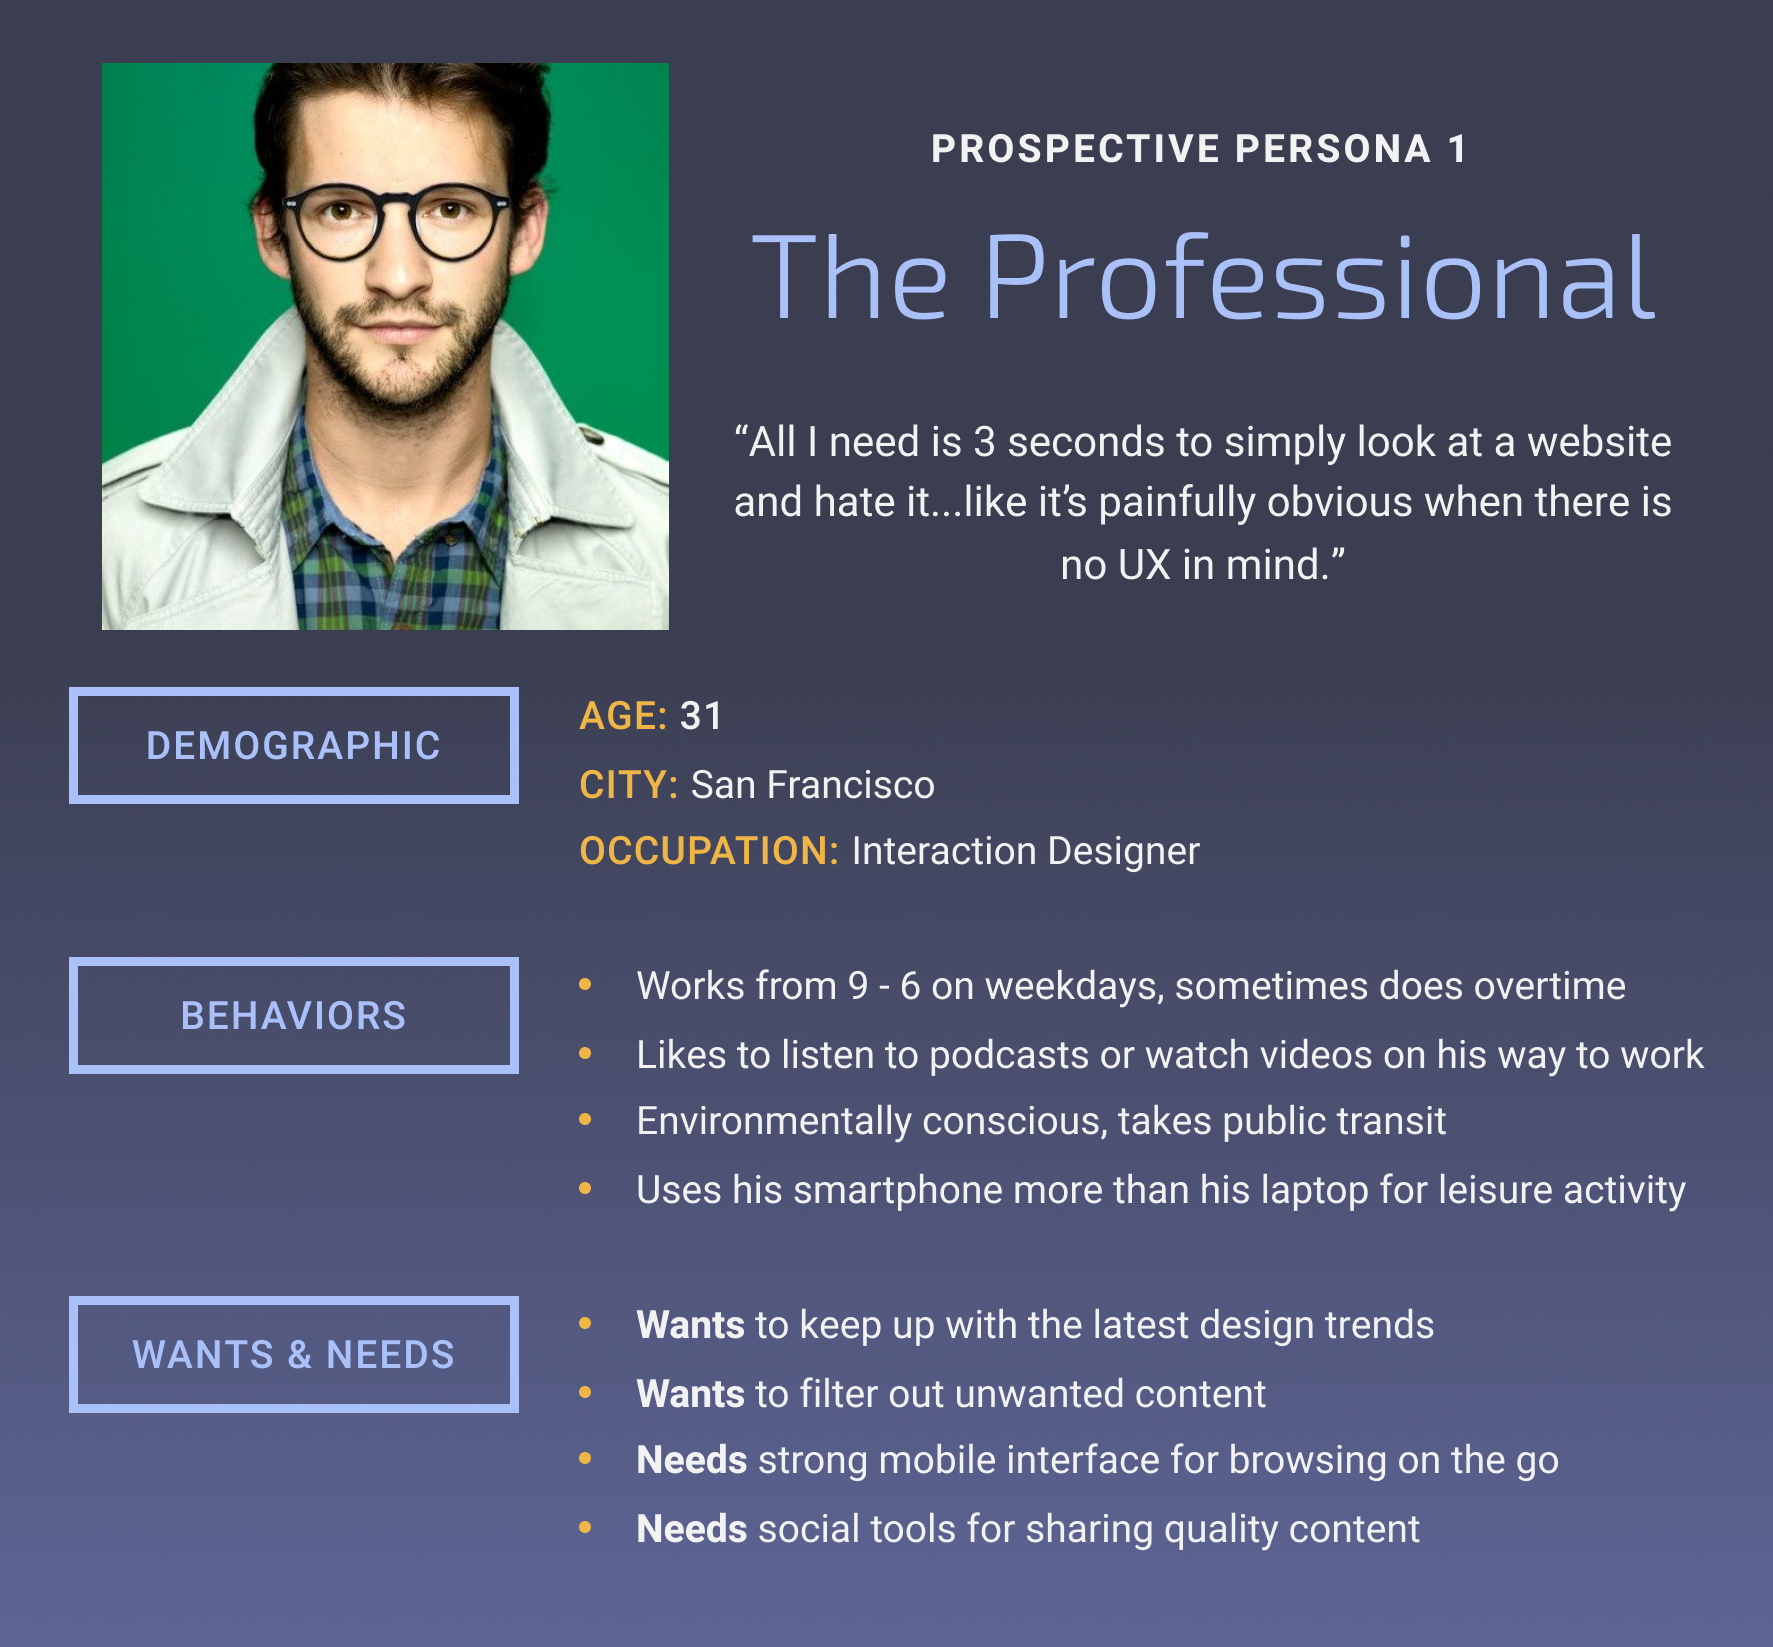 PROSPECTIVE PERSONA 1
The Professional
“All I need is 3 seconds to simply look at a website
and hate it...like it’s painfully obvious when there is
no UX in mind.”
DEMOGRAPHIC
AGE: 31
CITY: San Francisco
OCCUPATION: Interaction Designer
BEHAVIORS
• Works from 9 - 6 on weekdays, sometimes does overtime
• Likes to listen to podcasts or watch videos on his way to work
• Environmentally conscious, takes public transit
• Uses his smartphone more than his laptop for leisure activity
WANTS & NEEDS
• Wants to keep up with the latest design trends
• Wants to filter out unwanted content
• Needs strong mobile interface for browsing on the go
• Needs social tools for sharing quality content